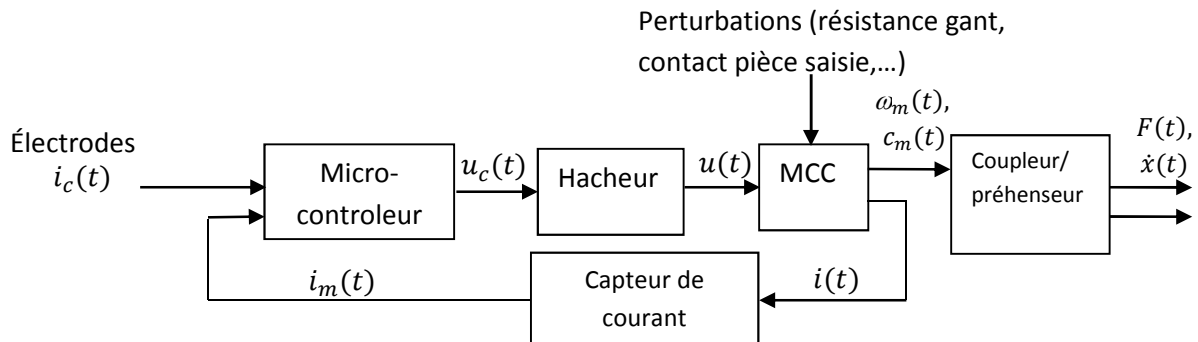 Perturbations (résistance gant,
contact pièce saisie,…)
Électrodes
i_c(t)
Micro-
controleur
u_c(t)
Hacheur
u(t)
MCC
ω_m(t),
c_m(t)
Coupleur/
préhenseur
F(t),
ẋ(t)
i_m(t)
Capteur de
courant
i(t)